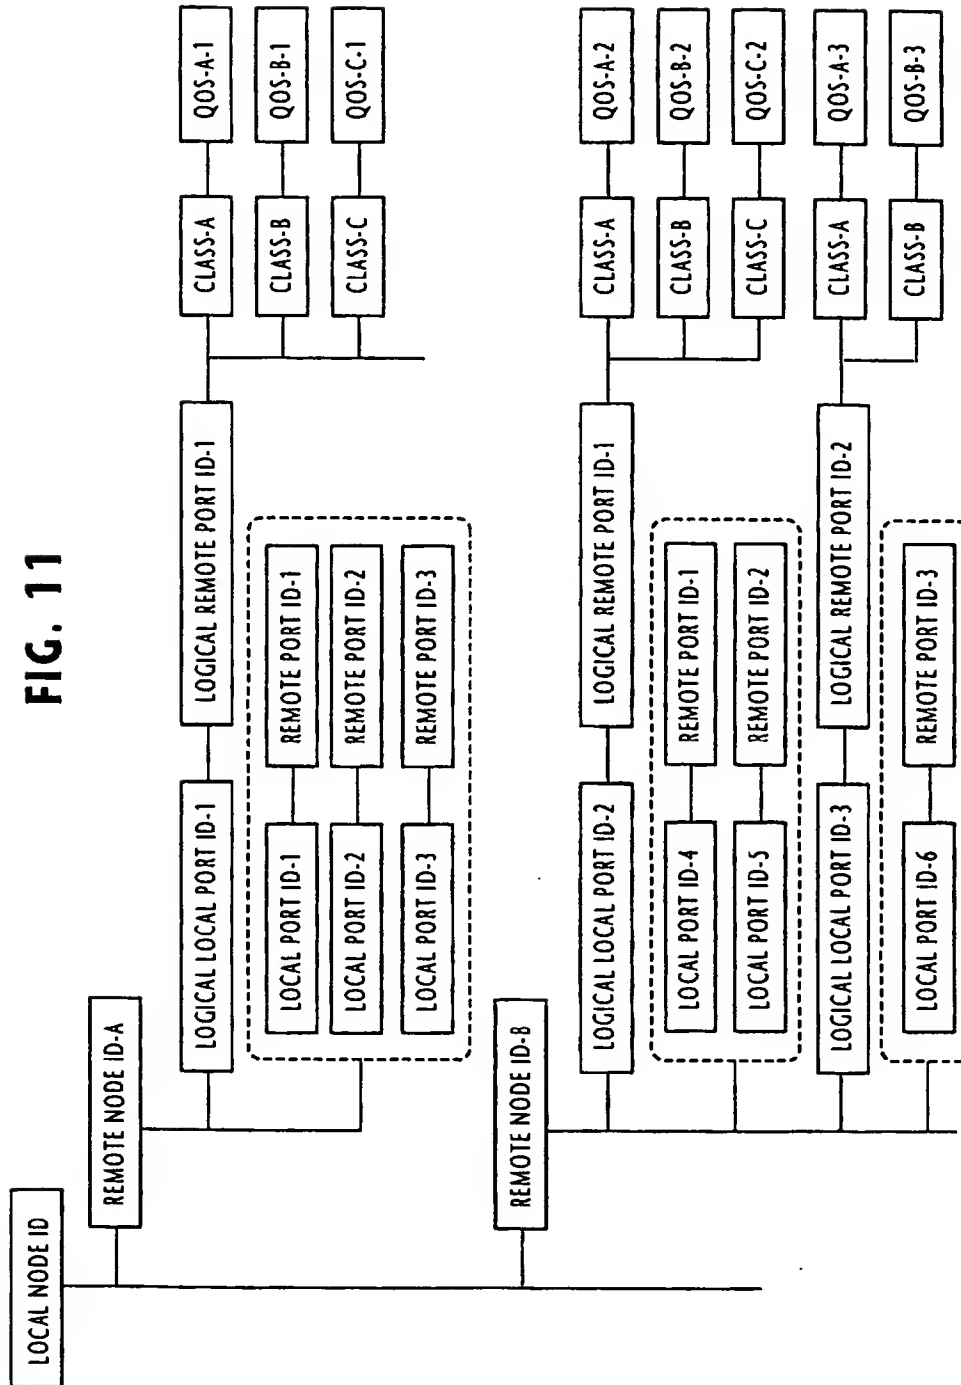 FIG. 11
LOCAL NODE ID
REMOTE NODE ID-A
LOGICAL LOCAL PORT ID-1
LOGICAL REMOTE PORT ID-1
CLASS-A
QOS-A-1
CLASS-B
QOS-B-1
CLASS-C
QOS-C-1
LOCAL PORT ID-1
REMOTE PORT ID-1
LOCAL PORT ID-2
REMOTE PORT ID-2
LOCAL PORT ID-3
REMOTE PORT ID-3
REMOTE NODE ID-B
LOGICAL LOCAL PORT ID-2
LOGICAL REMOTE PORT ID-1
CLASS-A
QOS-A-2
CLASS-B
QOS-B-2
CLASS-C
QOS-C-2
LOCAL PORT ID-4
REMOTE PORT ID-1
LOCAL PORT ID-5
REMOTE PORT ID-2
LOGICAL LOCAL PORT ID-3
LOGICAL REMOTE PORT ID-2
CLASS-A
QOS-A-3
CLASS-B
QOS-B-3
LOCAL PORT ID-6
REMOTE PORT ID-3